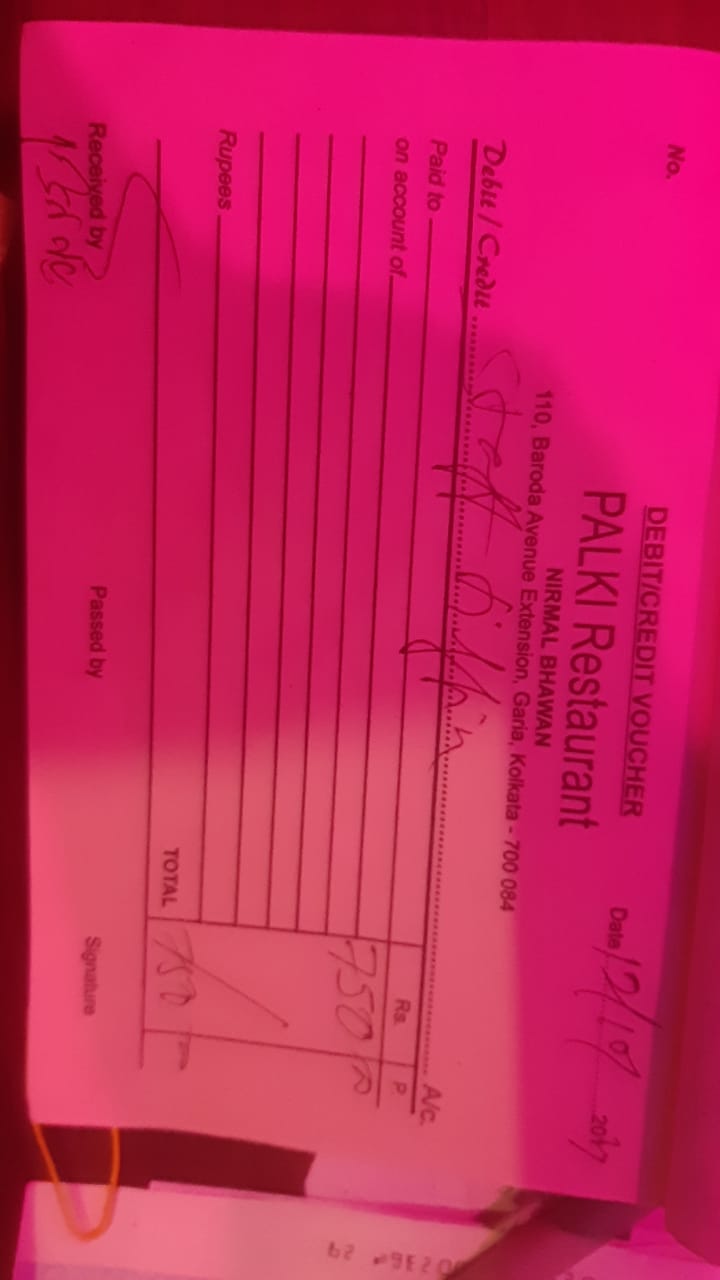 DEBIT/CREDIT VOUCHER
No.
PALKI Restaurant
Date 12/10/2017
NIRMAL BHAWAN
110, Baroda Avenue Extension, Garia, Kolkata - 700 084
Debit / Credit Staff Tiffin A/c.
Paid to
on account of
Rs. P.
750 00
Rupees
TOTAL 750
Received by Passed by Signature